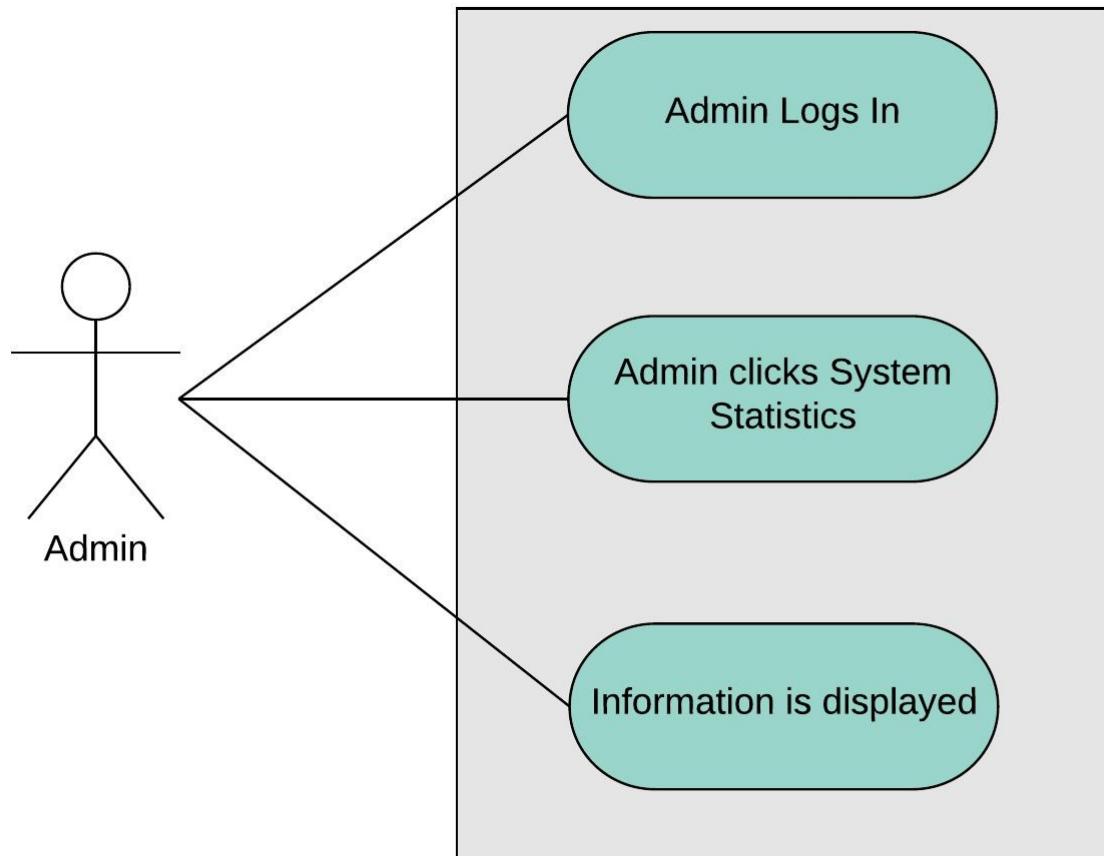 Admin Logs In
Admin clicks System
Statistics
Admin
Information is displayed